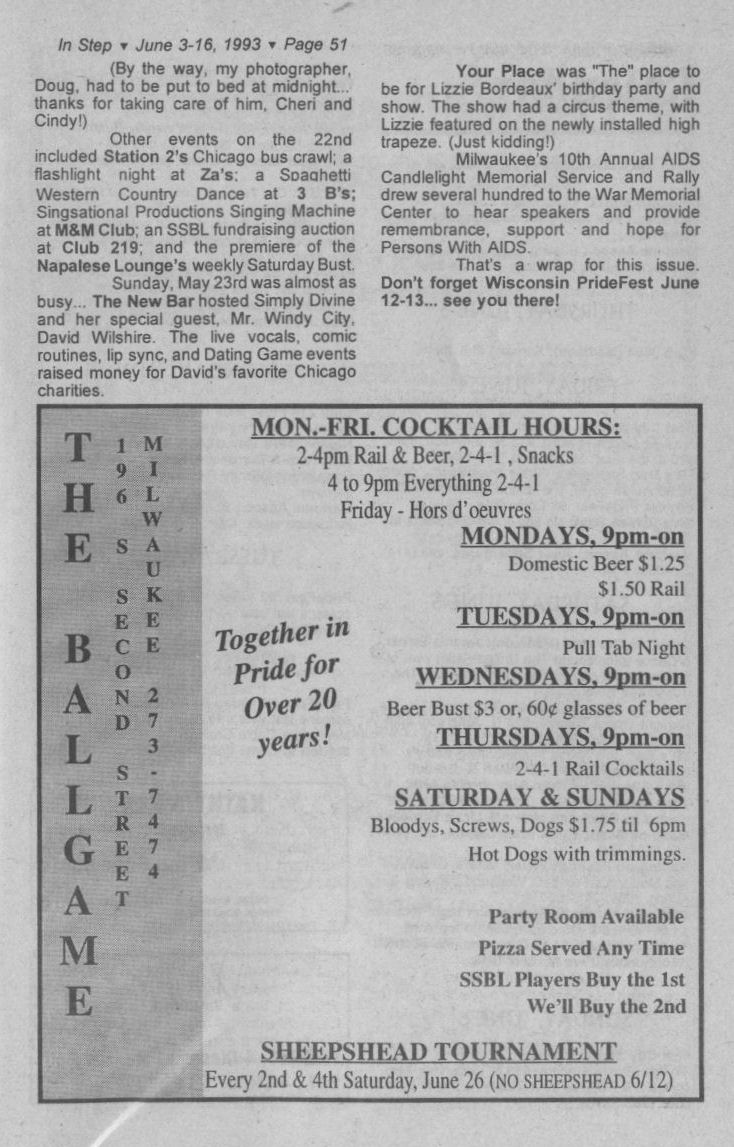 In Step ▾ June 3-16, 1993 ▾ Page 51
(By the way, my photographer,
Doug, had to be put to bed at midnight...
thanks for taking care of him, Cheri and
Cindy!)
Other events on the 22nd
included Station 2's Chicago bus crawl; a
flashlight night at Za's: a Spaghetti
Western Country Dance at 3 B's;
Singsational Productions Singing Machine
at M&M Club; an SSBL fundraising auction
at Club 219; and the premiere of the
Napalese Lounge's weekly Saturday Bust.
Sunday, May 23rd was almost as
busy... The New Bar hosted Simply Divine
and her special guest, Mr. Windy City,
David Wilshire. The live vocals, comic
routines, lip sync, and Dating Game events
raised money for David's favorite Chicago
charities.
Your Place was "The" place to
be for Lizzie Bordeaux' birthday party and
show. The show had a circus theme, with
Lizzie featured on the newly installed high
trapeze. (Just kidding!)
Milwaukee's 10th Annual AIDS
Candlelight Memorial Service and Rally
drew several hundred to the War Memorial
Center to hear speakers and provide
remembrance, support and hope for
Persons With AIDS.
That's a wrap for this issue.
Don't forget Wisconsin PrideFest June
12-13... see you there!
THE BALLGAME
196 S SECOND STREET
MILWAUKEE 273-7474
MON.-FRI. COCKTAIL HOURS:
2-4pm Rail & Beer, 2-4-1 , Snacks
4 to 9pm Everything 2-4-1
Friday - Hors d'oeuvres
MONDAYS, 9pm-on
Domestic Beer $1.25
$1.50 Rail
TUESDAYS, 9pm-on
Pull Tab Night
WEDNESDAYS, 9pm-on
Beer Bust $3 or, 60¢ glasses of beer
THURSDAYS, 9pm-on
2-4-1 Rail Cocktails
SATURDAY & SUNDAYS
Bloodys, Screws, Dogs $1.75 til 6pm
Hot Dogs with trimmings.
Together in
Pride for
Over 20
years!
Party Room Available
Pizza Served Any Time
SSBL Players Buy the 1st
We'll Buy the 2nd
SHEEPSHEAD TOURNAMENT
Every 2nd & 4th Saturday, June 26 (NO SHEEPSHEAD 6/12)